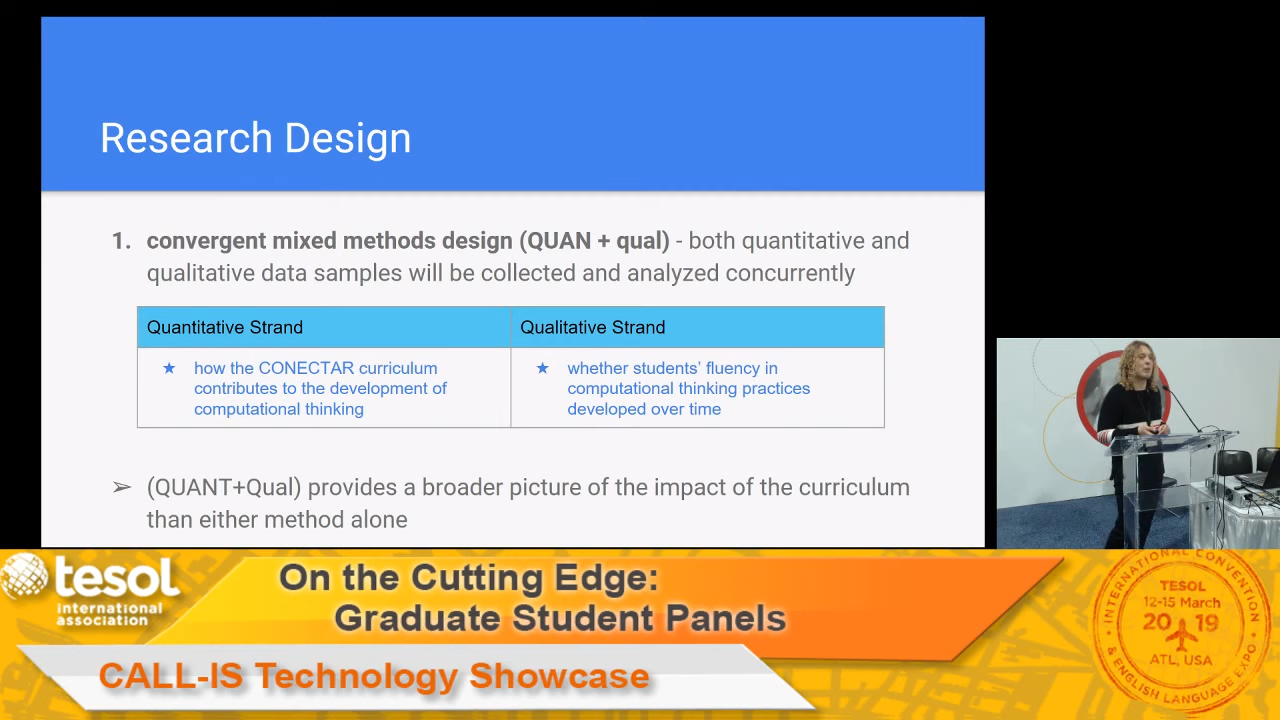 Research Design
1. convergent mixed methods design (QUAN + qual) - both quantitative and
qualitative data samples will be collected and analyzed concurrently
Quantitative Strand
Qualitative Strand
★ how the CONECTAR curriculum
contributes to the development of
computational thinking
★ whether students’ fluency in
computational thinking practices
developed over time
➢ (QUANT+Qual) provides a broader picture of the impact of the curriculum
than either method alone
tesol
international
association
On the Cutting Edge:
Graduate Student Panels
CALL-IS Technology Showcase
INTERNATIONAL CONVENTION
& ENGLISH LANGUAGE EXPO
TESOL
12-15 March
2019
ATL, USA